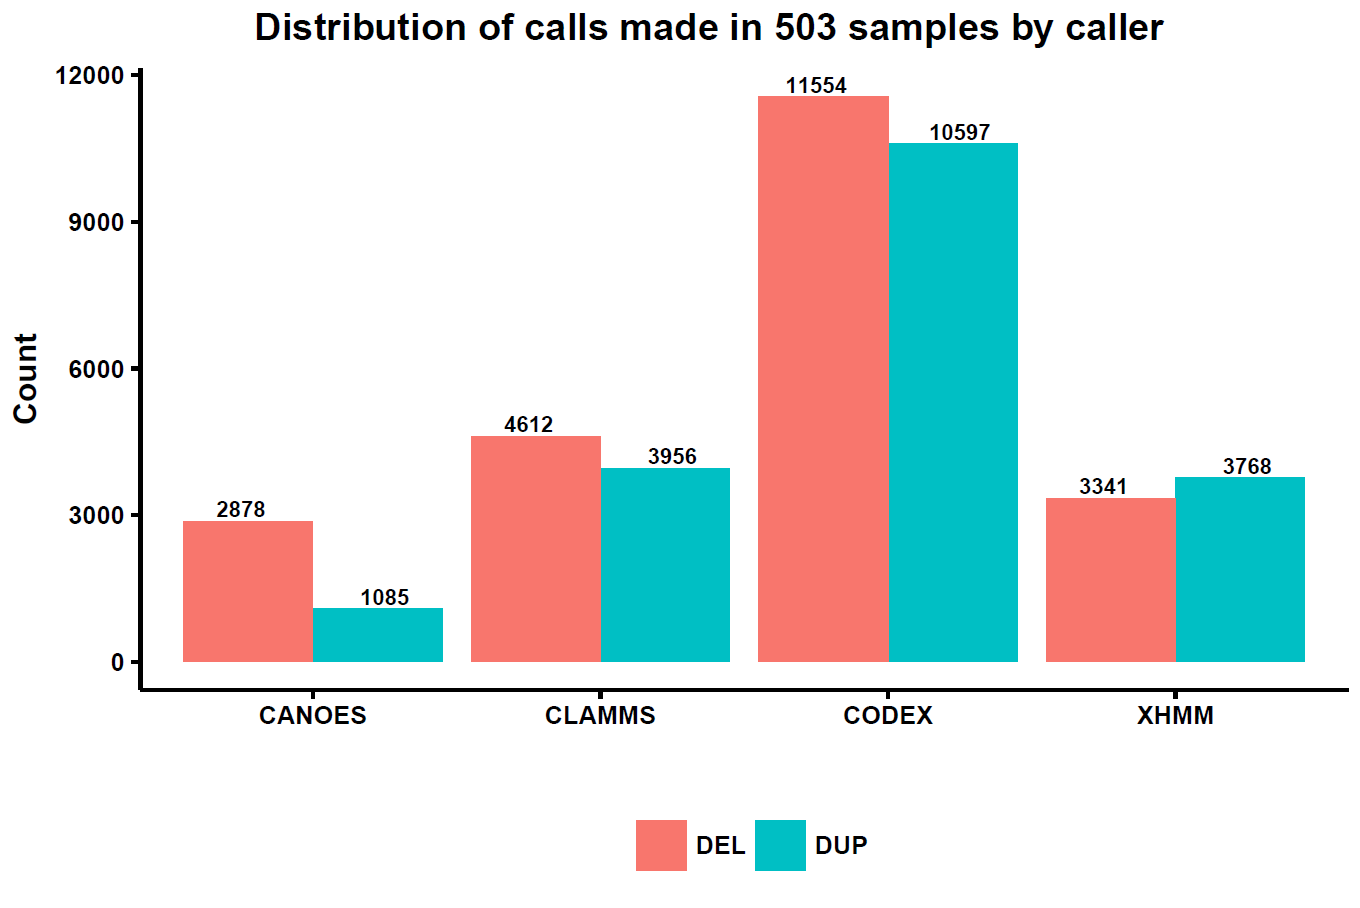 Distribution of calls made in 503 samples by caller
12000
9000
6000
3000
0
Count
2878
1085
4612
3956
11554
10597
3341
3768
CANOES
CLAMMS
CODEX
XHMM
DEL
DUP